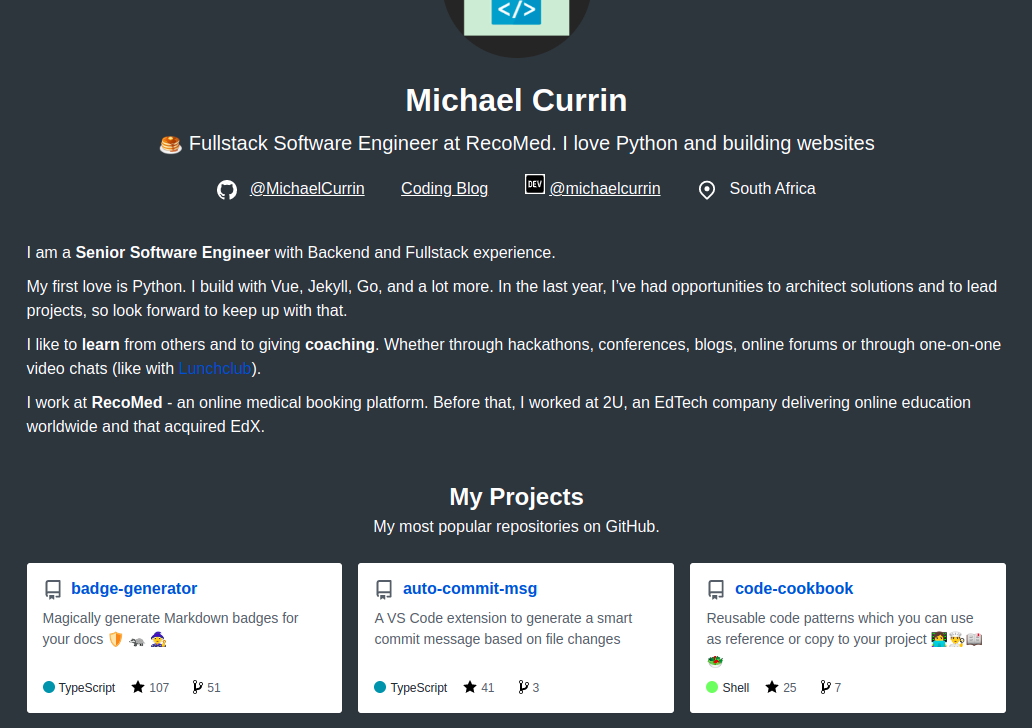 </>
Michael Currin
🥞 Fullstack Software Engineer at RecoMed. I love Python and building websites
@MichaelCurrin Coding Blog DEV @michaelcurrin South Africa
I am a Senior Software Engineer with Backend and Fullstack experience.
My first love is Python. I build with Vue, Jekyll, Go, and a lot more. In the last year, I’ve had opportunities to architect solutions and to lead
projects, so look forward to keep up with that.
I like to learn from others and to giving coaching. Whether through hackathons, conferences, blogs, online forums or through one-on-one
video chats (like with Lunchclub).
I work at RecoMed - an online medical booking platform. Before that, I worked at 2U, an EdTech company delivering online education
worldwide and that acquired EdX.
My Projects
My most popular repositories on GitHub.
badge-generator
Magically generate Markdown badges for
your docs 🛡️ 🦡 🧙‍♀️
TypeScript 107 51
auto-commit-msg
A VS Code extension to generate a smart
commit message based on file changes
TypeScript 41 3
code-cookbook
Reusable code patterns which you can use
as reference or copy to your project 👩‍💻👨‍🍳📖
🥗
Shell 25 7